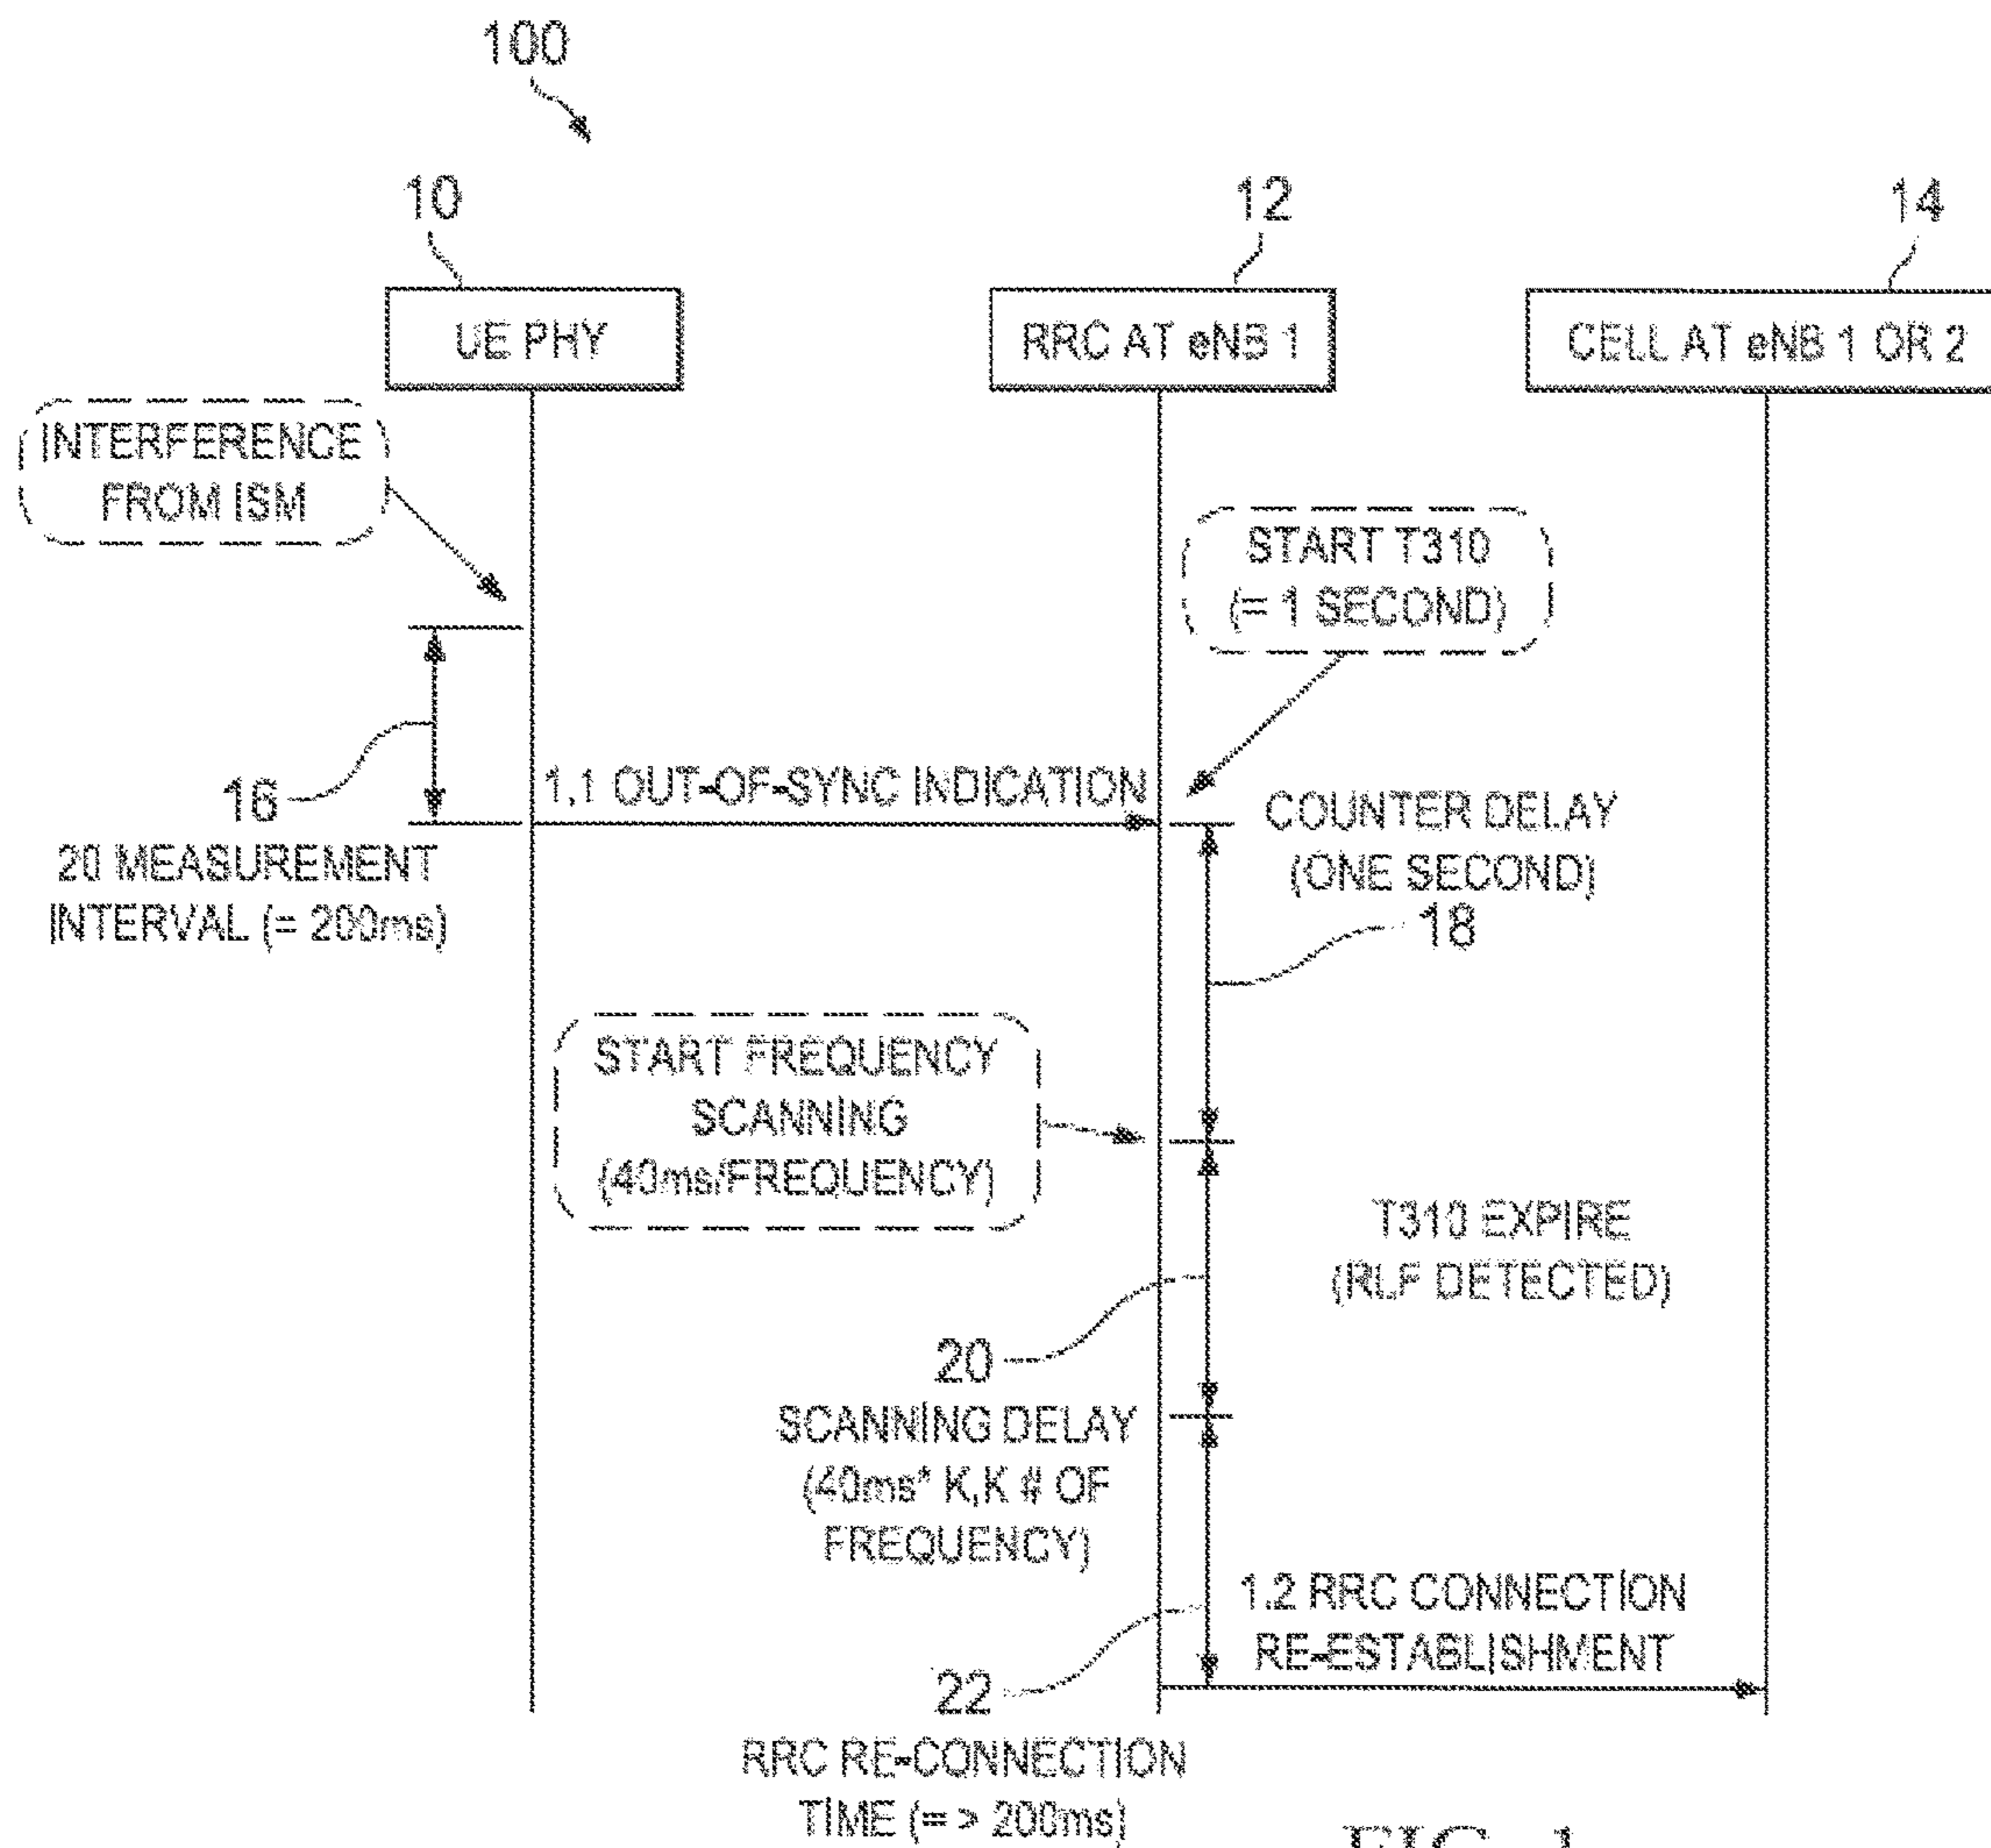 100
10
12
14
UE PHY
RRC AT eNB 1
CELL AT eNB 1 OR 2
INTERFERENCE
FROM ISM
START T310
(= 1 SECOND)
16
20 MEASUREMENT
INTERVAL (= 200ms)
1.1 OUT-OF-SYNC INDICATION
COUNTER DELAY
(ONE SECOND)
18
START FREQUENCY
SCANNING
(40ms/FREQUENCY)
T310 EXPIRE
(RLF DETECTED)
20
SCANNING DELAY
(40ms* K,K # OF
FREQUENCY)
1.2 RRC CONNECTION
RE-ESTABLISHMENT
22
RRC RE-CONNECTION
TIME (= > 200ms)
FIG. 1